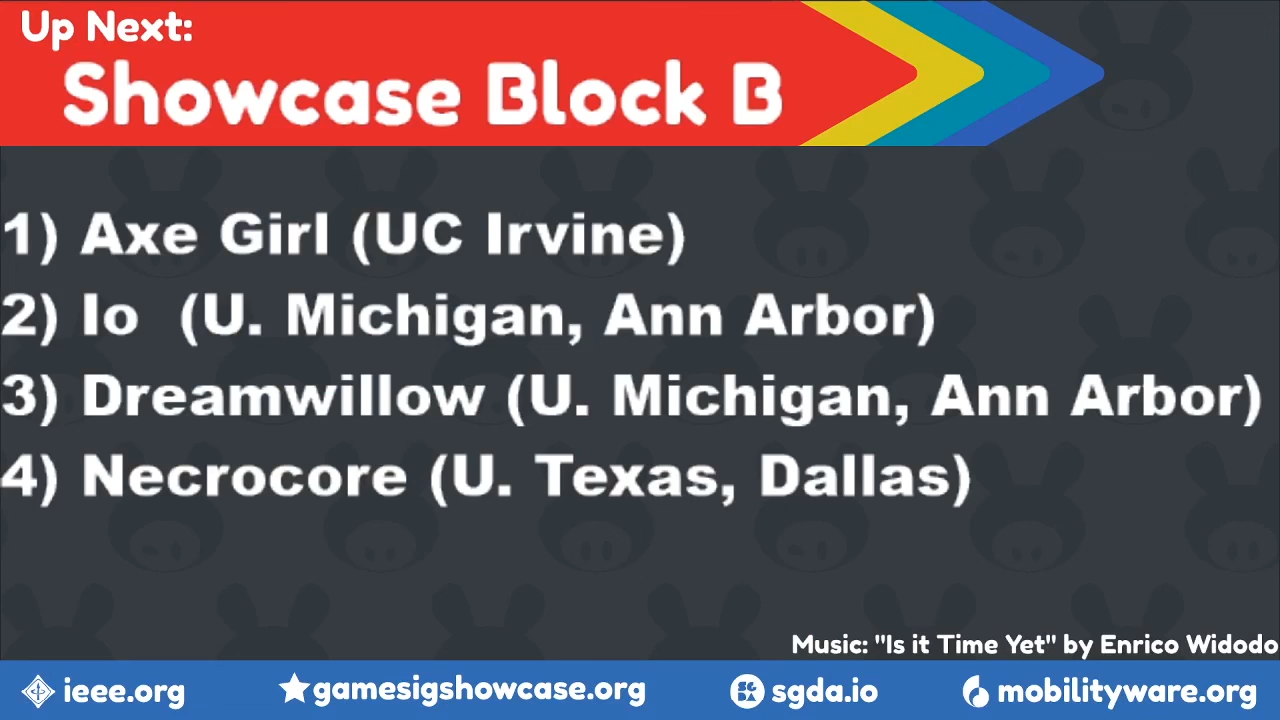 Up Next:
Showcase Block B
1) Axe Girl (UC Irvine)
2) Io (U. Michigan, Ann Arbor)
3) Dreamwillow (U. Michigan, Ann Arbor)
4) Necrocore (U. Texas, Dallas)
Music: "Is it Time Yet" by Enrico Widodo
ieee.org gamesigshowcase.org sgda.io mobilityware.org